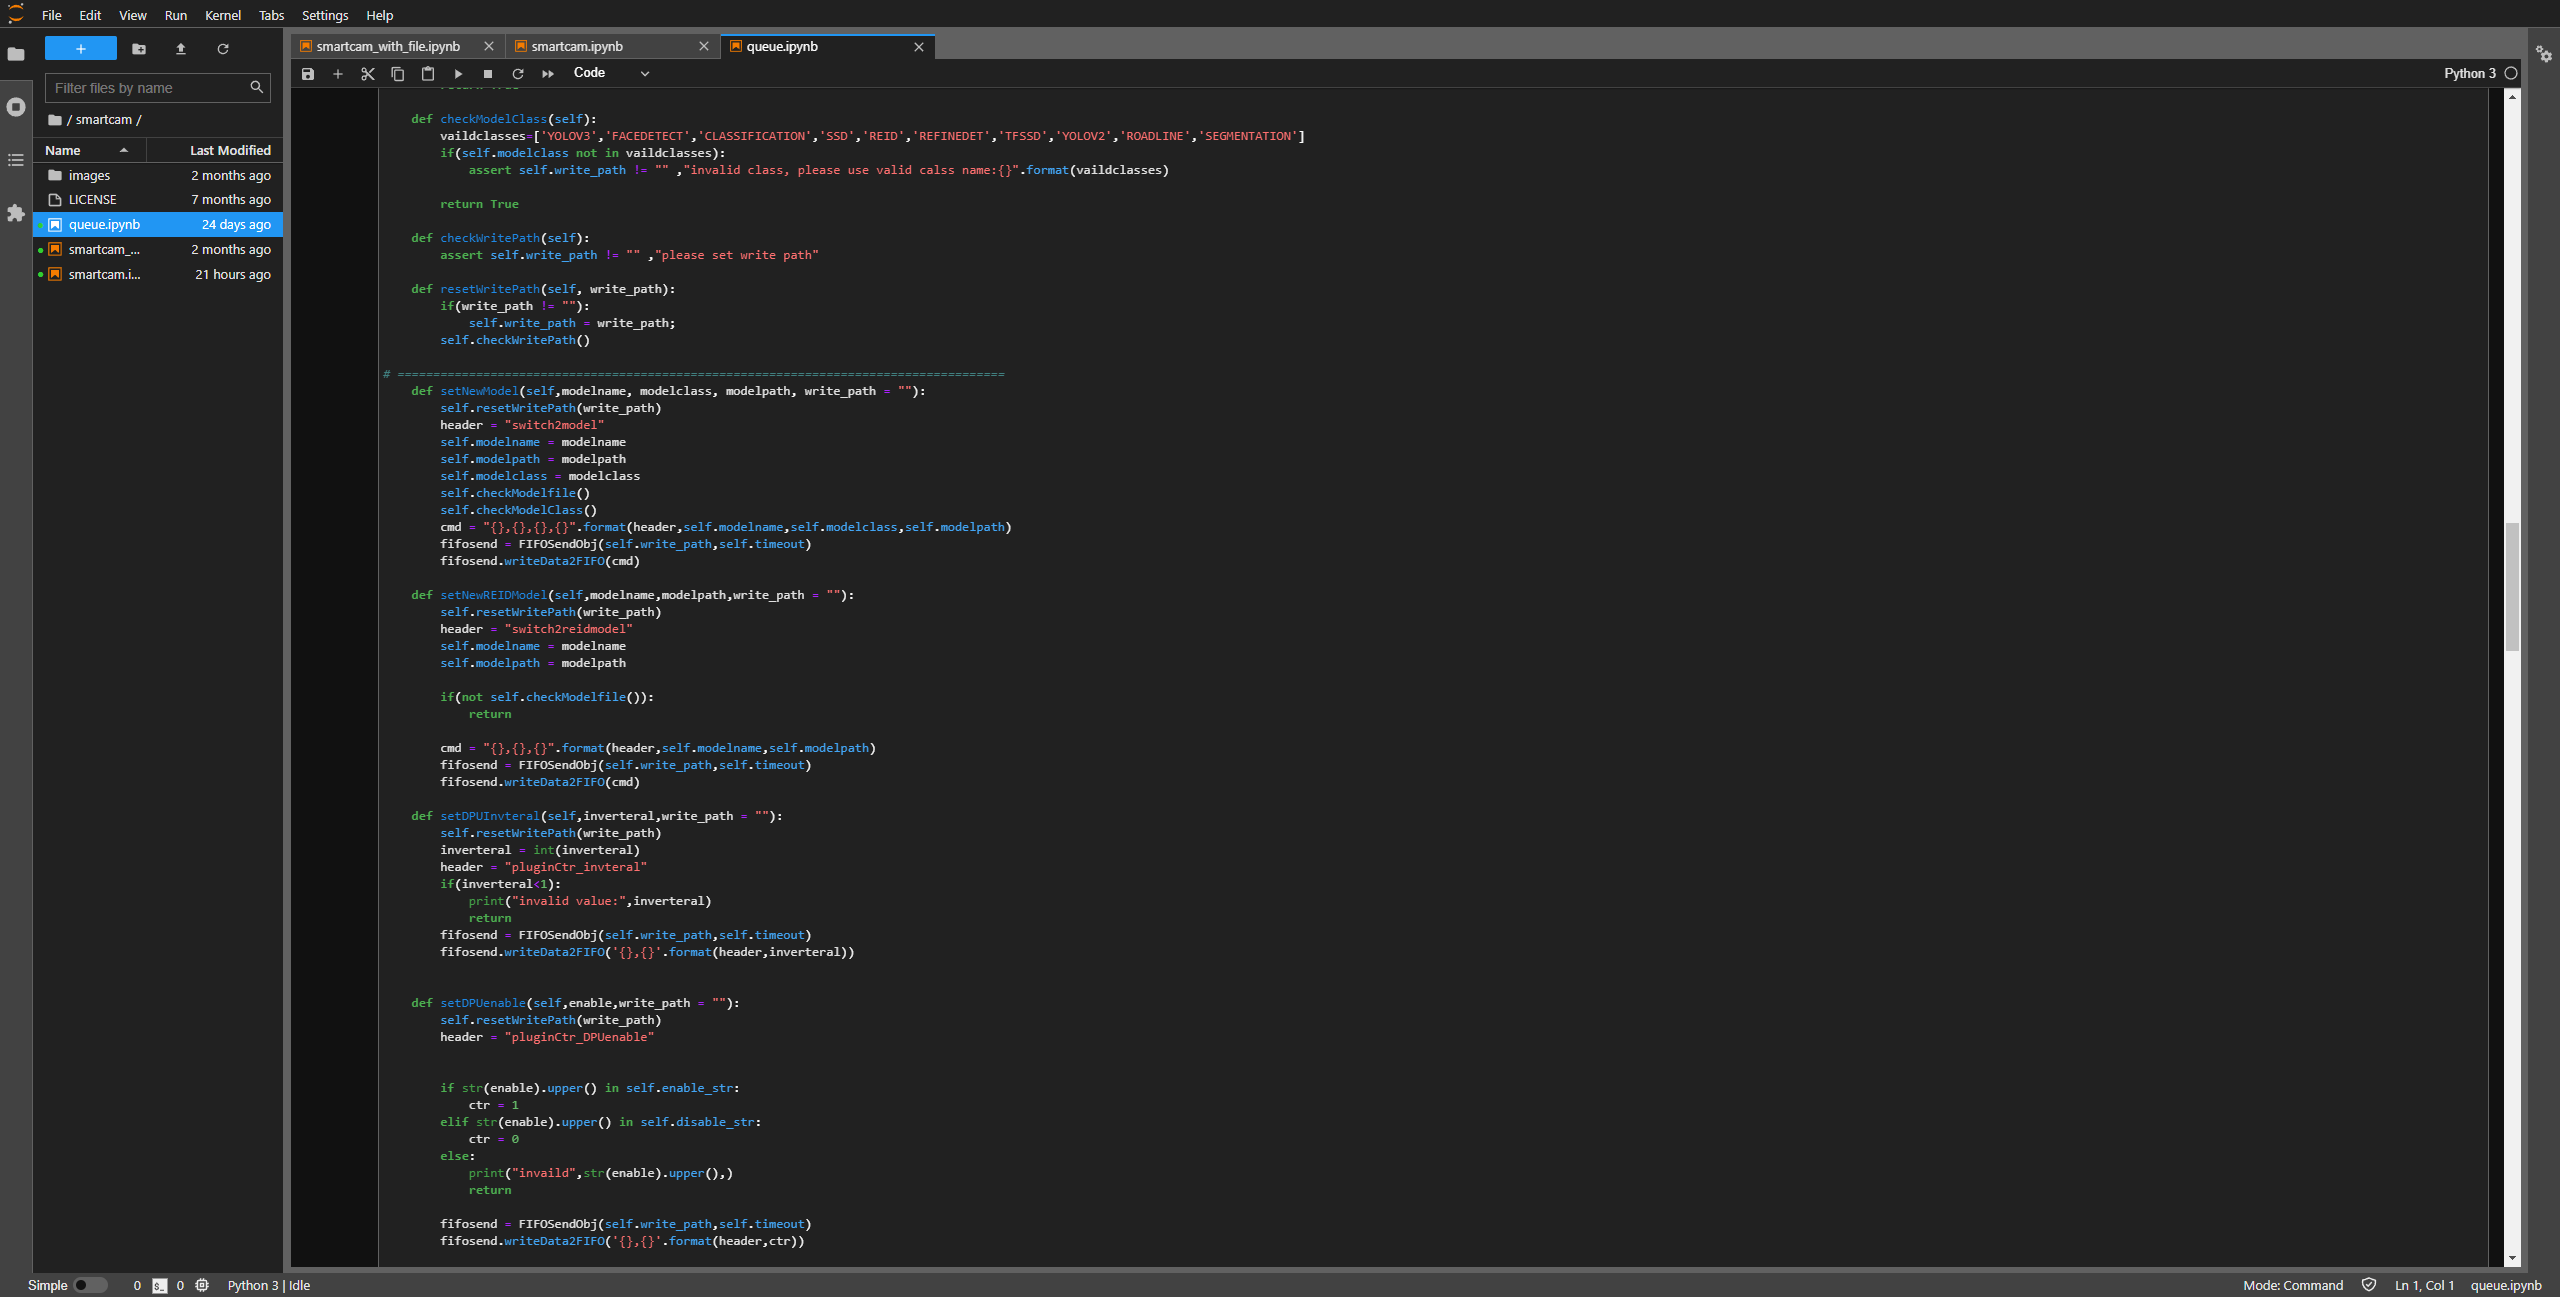 File Edit View Run Kernel Tabs Settings Help
Filter files by name
/ smartcam /
Name Last Modified
images 2 months ago
LICENSE 7 months ago
queue.ipynb 24 days ago
smartcam_... 2 months ago
smartcam.i... 21 hours ago
smartcam_with_file.ipynb smartcam.ipynb queue.ipynb
Code Python 3
def checkModelClass(self):
vaildclasses=['YOLOV3','FACEDETECT','CLASSIFICATION','SSD','REID','REFINEDET','TFSSD','YOLOV2','ROADLINE','SEGMENTATION']
if(self.modelclass not in vaildclasses):
assert self.write_path != "" ,"invalid class, please use valid calss name:{}".format(vaildclasses)
return True
def checkWritePath(self):
assert self.write_path != "" ,"please set write path"
def resetWritePath(self, write_path):
if(write_path != ""):
self.write_path = write_path;
self.checkWritePath()
# =====================================================================================
def setNewModel(self,modelname, modelclass, modelpath, write_path = ""):
self.resetWritePath(write_path)
header = "switch2model"
self.modelname = modelname
self.modelpath = modelpath
self.modelclass = modelclass
self.checkModelfile()
self.checkModelClass()
cmd = "{},{},{},{}".format(header,self.modelname,self.modelclass,self.modelpath)
fifosend = FIFOSendObj(self.write_path,self.timeout)
fifosend.writeData2FIFO(cmd)
def setNewREIDModel(self,modelname,modelpath,write_path = ""):
self.resetWritePath(write_path)
header = "switch2reidmodel"
self.modelname = modelname
self.modelpath = modelpath
if(not self.checkModelfile()):
return
cmd = "{},{},{}".format(header,self.modelname,self.modelpath)
fifosend = FIFOSendObj(self.write_path,self.timeout)
fifosend.writeData2FIFO(cmd)
def setDPUInvteral(self,inverteral,write_path = ""):
self.resetWritePath(write_path)
inverteral = int(inverteral)
header = "pluginCtr_invteral"
if(inverteral<1):
print("invalid value:",inverteral)
return
fifosend = FIFOSendObj(self.write_path,self.timeout)
fifosend.writeData2FIFO('{},{}'.format(header,inverteral))
def setDPUenable(self,enable,write_path = ""):
self.resetWritePath(write_path)
header = "pluginCtr_DPUenable"
if str(enable).upper() in self.enable_str:
ctr = 1
elif str(enable).upper() in self.disable_str:
ctr = 0
else:
print("invaild",str(enable).upper(),)
return
fifosend = FIFOSendObj(self.write_path,self.timeout)
fifosend.writeData2FIFO('{},{}'.format(header,ctr))
Simple 0 $_ 0 Python 3 | Idle Mode: Command Ln 1, Col 1 queue.ipynb